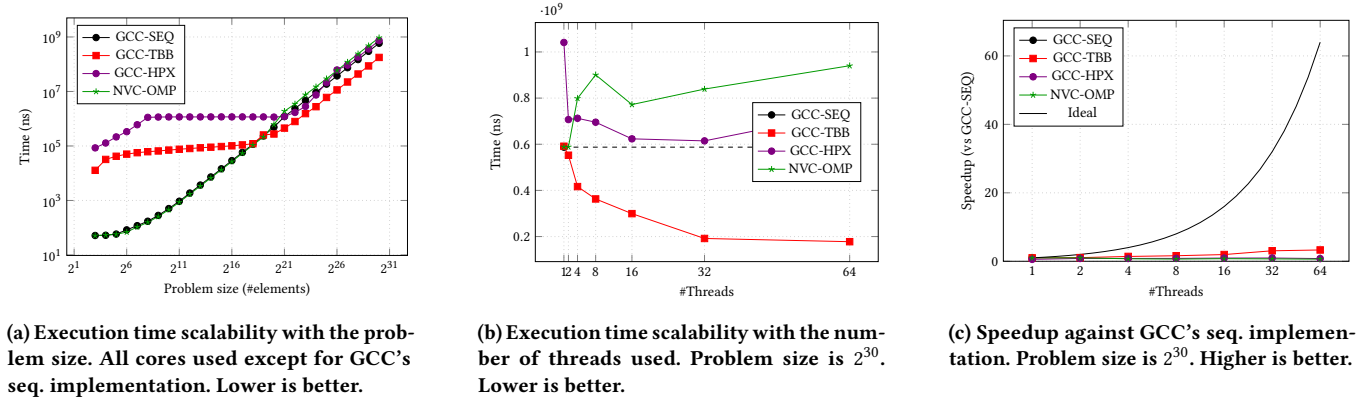 10^9
10^7
10^5
10^3
10^1
Time (ns)
GCC-SEQ
GCC-TBB
GCC-HPX
NVC-OMP
2^1 2^6 2^11 2^16 2^21 2^26 2^31
Problem size (#elements)
(a) Execution time scalability with the prob-
lem size. All cores used except for GCC's
seq. implementation. Lower is better.
·10^9
1
0.8
0.6
0.4
0.2
Time (ns)
GCC-SEQ
GCC-TBB
GCC-HPX
NVC-OMP
1 2 4 8 16 32 64
#Threads
(b) Execution time scalability with the num-
ber of threads used. Problem size is 2^30.
Lower is better.
60
40
20
0
Speedup (vs GCC-SEQ)
GCC-SEQ
GCC-TBB
GCC-HPX
NVC-OMP
Ideal
1 2 4 8 16 32 64
#Threads
(c) Speedup against GCC's seq. implemen-
tation. Problem size is 2^30. Higher is better.